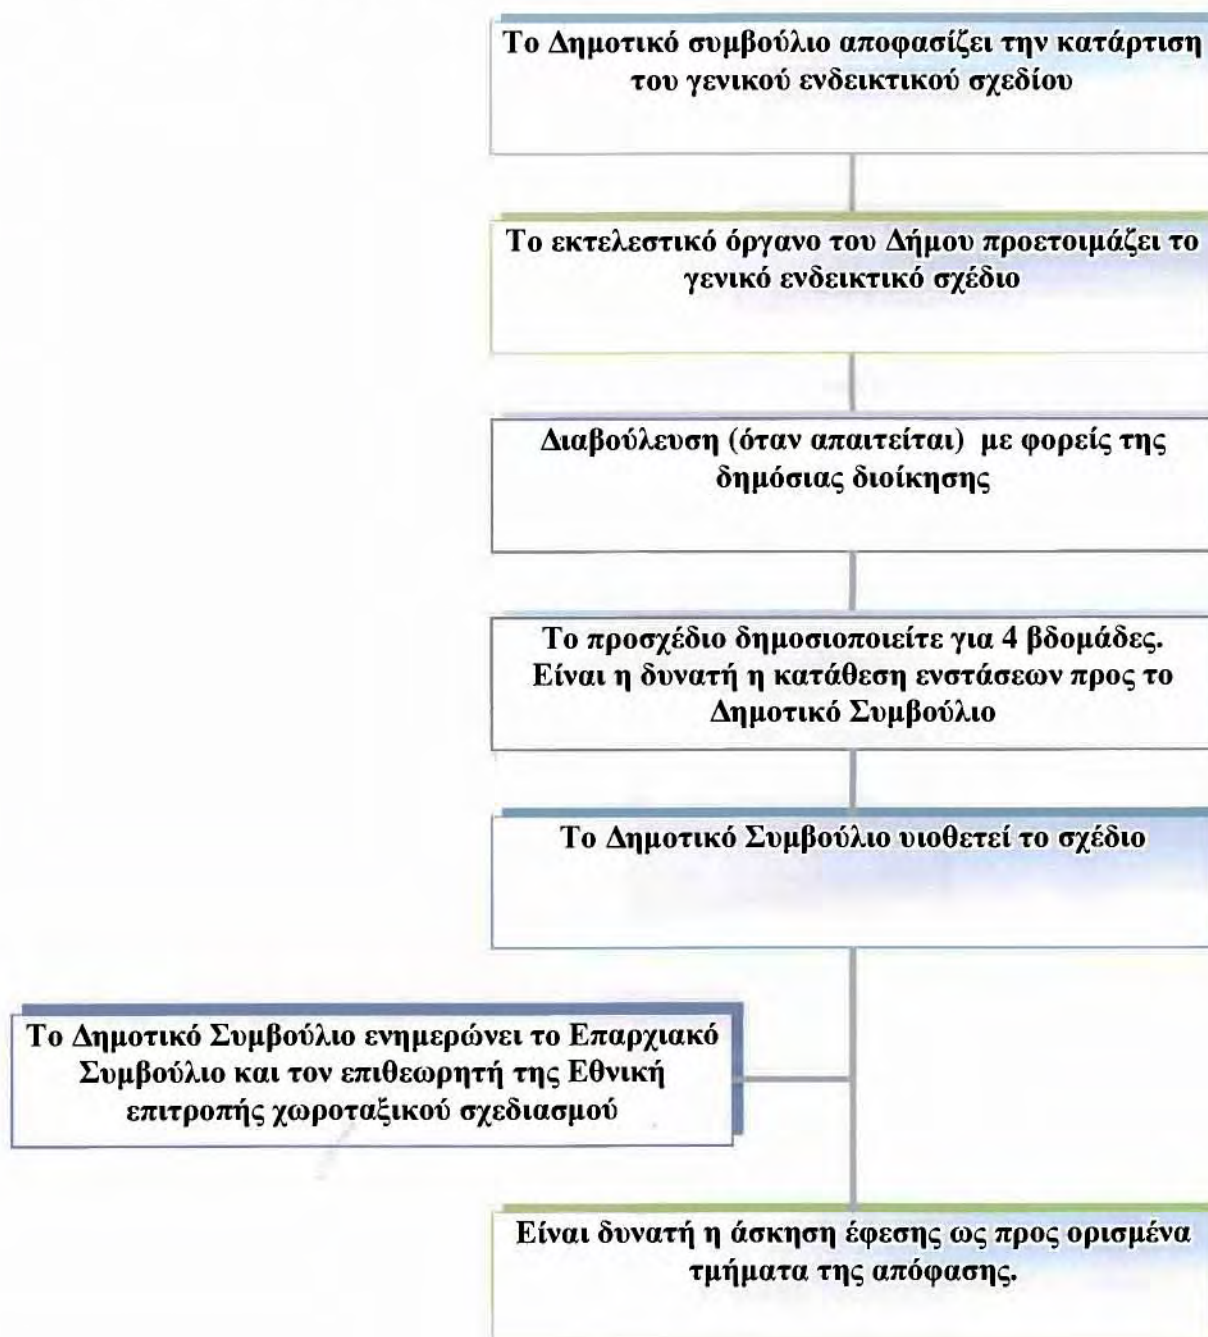 Το Δημοτικό συμβούλιο αποφασίζει την κατάρτιση
του γενικού ενδεικτικού σχεδίου
Το εκτελεστικό όργανο του Δήμου προετοιμάζει το
γενικό ενδεικτικό σχέδιο
Διαβούλευση (όταν απαιτείται) με φορείς της
δημόσιας διοίκησης
Το προσχέδιο δημοσιοποιείτε για 4 βδομάδες.
Είναι η δυνατή η κατάθεση ενστάσεων προς το
Δημοτικό Συμβούλιο
Το Δημοτικό Συμβούλιο υιοθετεί το σχέδιο
Το Δημοτικό Συμβούλιο ενημερώνει το Επαρχιακό
Συμβούλιο και τον επιθεωρητή της Εθνική
επιτροπής χωροταξικού σχεδιασμού
Είναι δυνατή η άσκηση έφεσης ως προς ορισμένα
τμήματα της απόφασης.